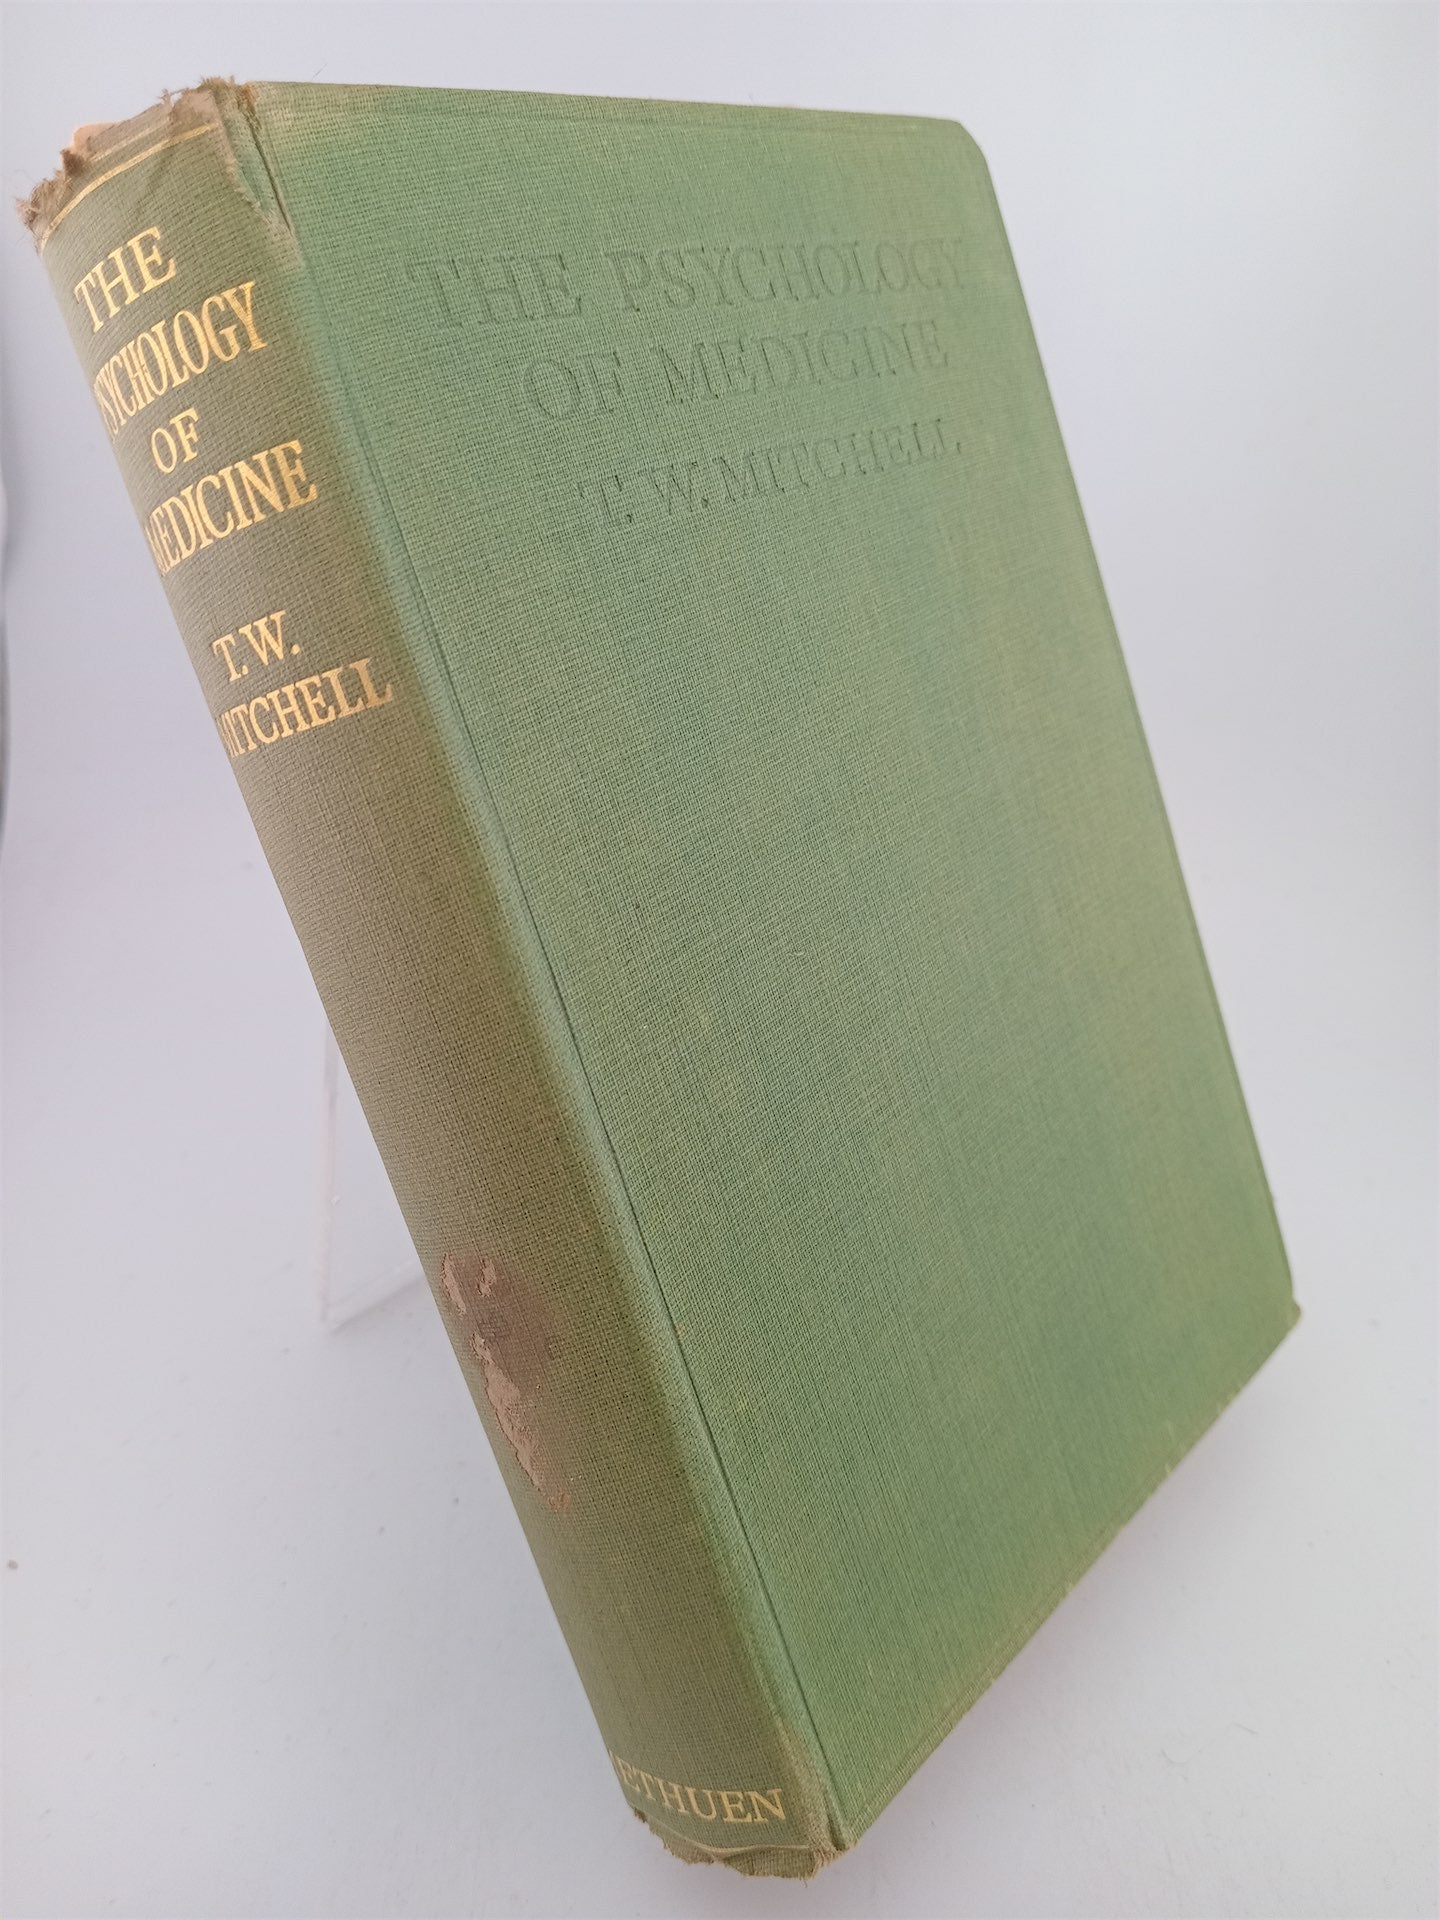 THE
PSYCHOLOGY
OF
MEDICINE
T. W.
MITCHELL
METHUEN
THE PSYCHOLOGY
OF MEDICINE
T. W. MITCHELL